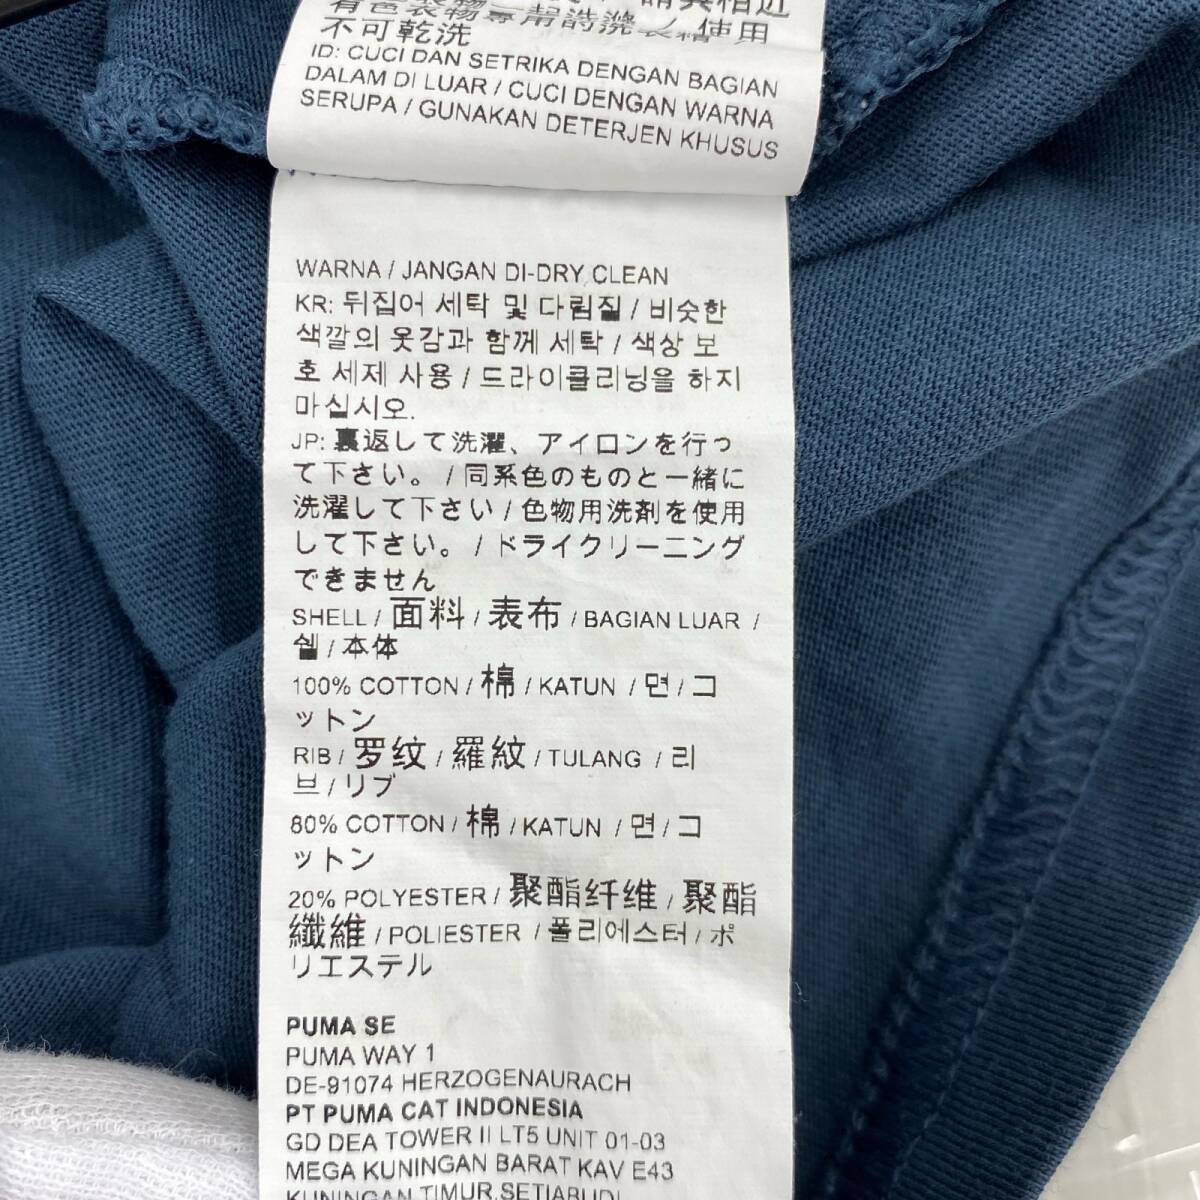 使用
不可乾洗
ID: CUCI DAN SETRIKA DENGAN BAGIAN
DALAM DI LUAR / CUCI DENGAN WARNA
SERUPA / GUNAKAN DETERJEN KHUSUS
WARNA / JANGAN DI-DRY CLEAN
KR: 뒤집어 세탁 및 다림질 / 비슷한
색깔의 옷감과 함께 세탁 / 색상 보
호 세제 사용 / 드라이클리닝을 하지
마십시오.
JP: 裏返して洗濯、アイロンを行っ
て下さい。 / 同系色のものと一緒に
洗濯して下さい / 色物用洗剤を使用
して下さい。 / ドライクリーニング
できません
SHELL / 面料 / 表布 / BAGIAN LUAR /
쉘 / 本体
100% COTTON / 棉 / KATUN / 면 / コ
ットン
RIB / 罗纹 / 羅紋 / TULANG / 리
브 / リブ
80% COTTON / 棉 / KATUN / 면 / コ
ットン
20% POLYESTER / 聚酯纤维 / 聚酯
纖維 / POLIESTER / 폴리에스터 / ポ
リエステル
PUMA SE
PUMA WAY 1
DE-91074 HERZOGENAURACH
PT PUMA CAT INDONESIA
GD DEA TOWER II LT5 UNIT 01-03
MEGA KUNINGAN BARAT KAV E43
KUNINGAN TIMUR,SETIABUDI